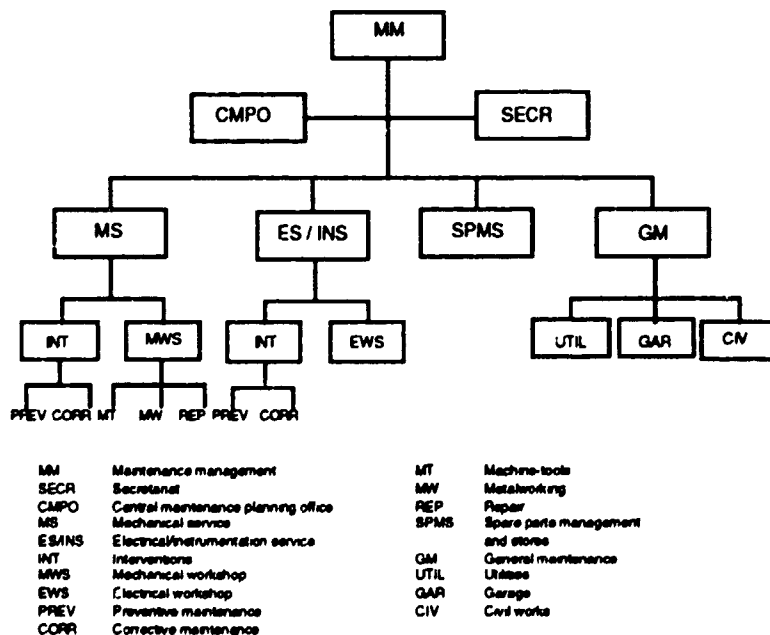 MM
CMPO SECR
MS ES / INS SPMS GM
INT MWS INT EWS UTIL GAR CIV
PREV CORR MT MW REP PREV CORR
MM Maintenance management
SECR Secretariat
CMPO Central maintenance planning office
MS Mechanical service
ES/INS Electrical/instrumentation service
INT Interventions
MWS Mechanical workshop
EWS Electrical workshop
PREV Preventive maintenance
CORR Corrective maintenance
MT Machine-tools
MW Metalworking
REP Repair
SPMS Spare parts management
and stores
GM General maintenance
UTIL Utilities
GAR Garage
CIV Civil works